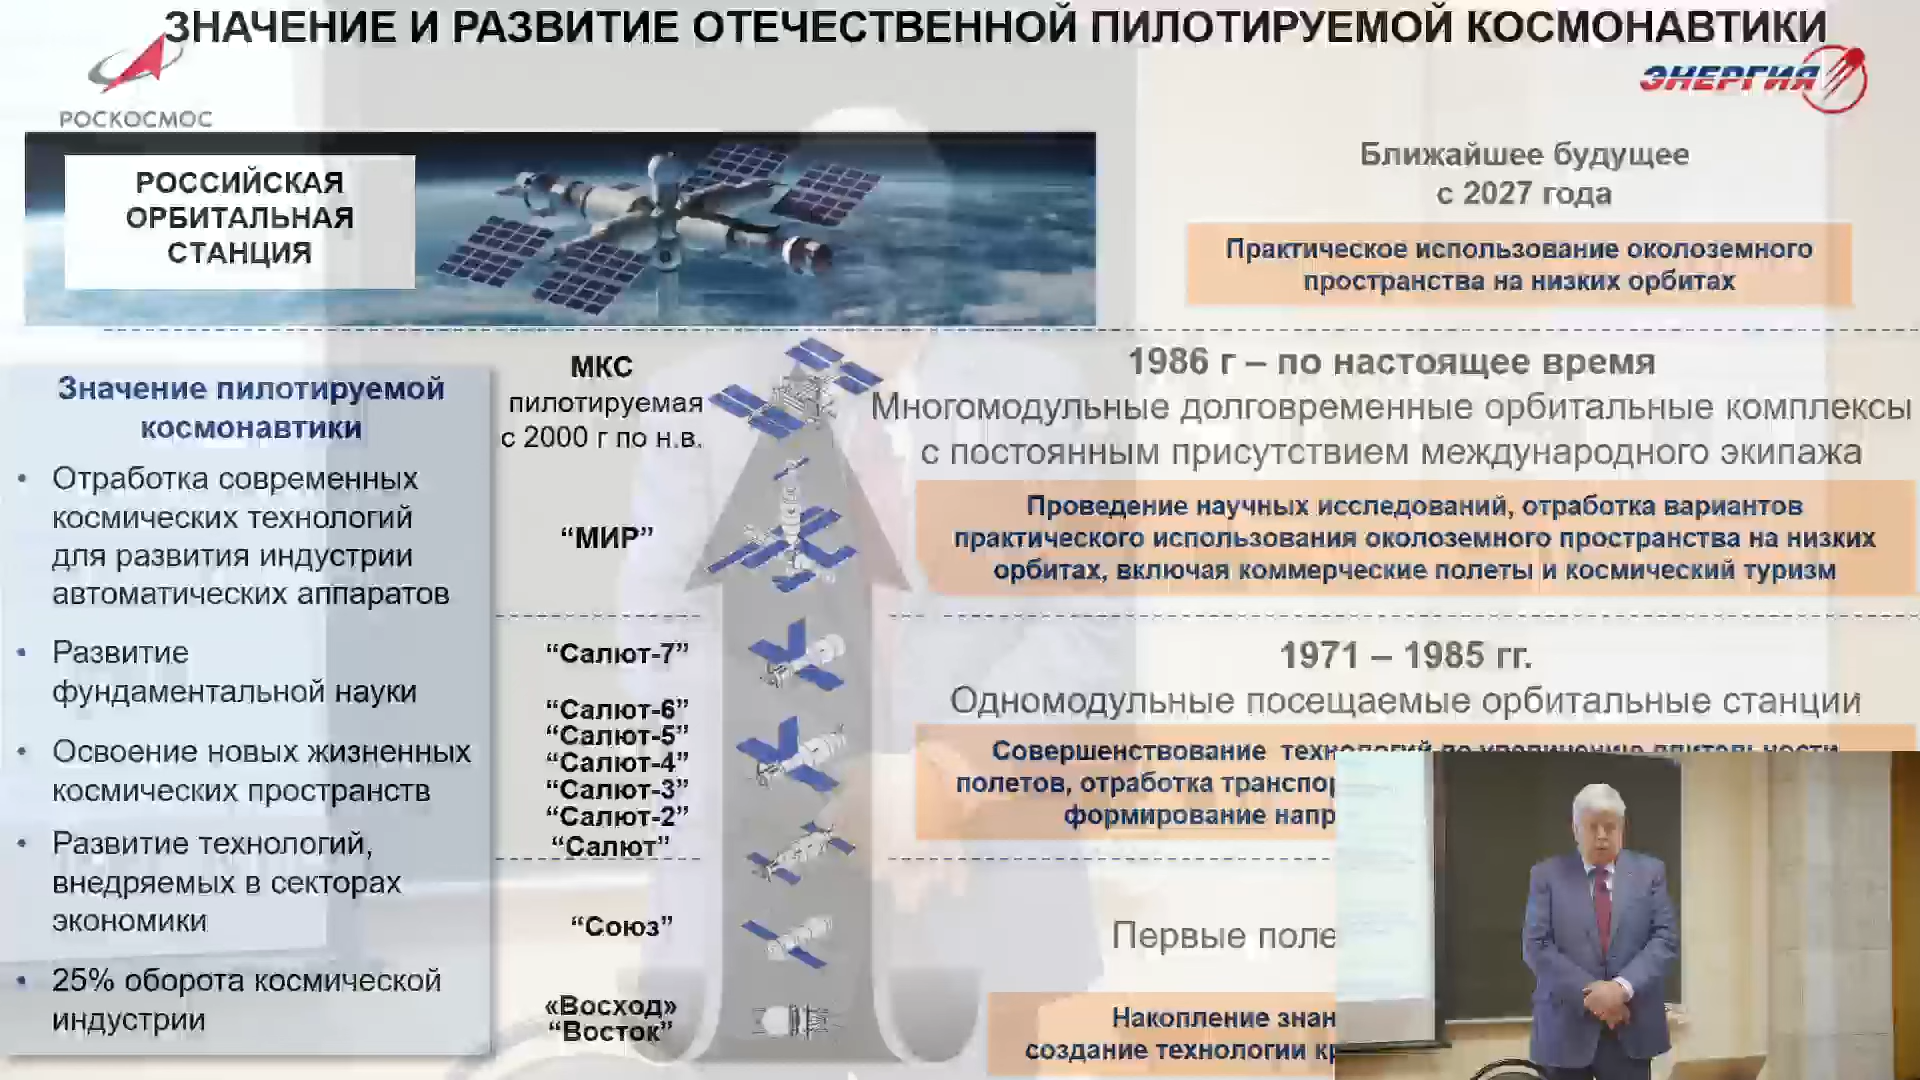 ЗНАЧЕНИЕ И РАЗВИТИЕ ОТЕЧЕСТВЕННОЙ ПИЛОТИРУЕМОЙ КОСМОНАВТИКИ
РОСКОСМОС
ЭНЕРГИЯ
РОССИЙСКАЯ
ОРБИТАЛЬНАЯ
СТАНЦИЯ
Ближайшее будущее
с 2027 года
Практическое использование околоземного
пространства на низких орбитах
Значение пилотируемой
космонавтики
• Отработка современных
космических технологий
для развития индустрии
автоматических аппаратов
• Развитие
фундаментальной науки
• Освоение новых жизненных
космических пространств
• Развитие технологий,
внедряемых в секторах
экономики
• 25% оборота космической
индустрии
МКС
пилотируемая
с 2000 г по н.в.
“МИР”
“Салют-7”
“Салют-6”
“Салют-5”
“Салют-4”
“Салют-3”
“Салют-2”
“Салют”
“Союз”
«Восход»
“Восток”
1986 г – по настоящее время
Многомодульные долговременные орбитальные комплексы
с постоянным присутствием международного экипажа
Проведение научных исследований, отработка вариантов
практического использования околоземного пространства на низких
орбитах, включая коммерческие полеты и космический туризм
1971 – 1985 гг.
Одномодульные посещаемые орбитальные станции
Совершенствование технологий по увеличению длительности
полетов, отработка
формирование
Первые
Накопление
создание технологии